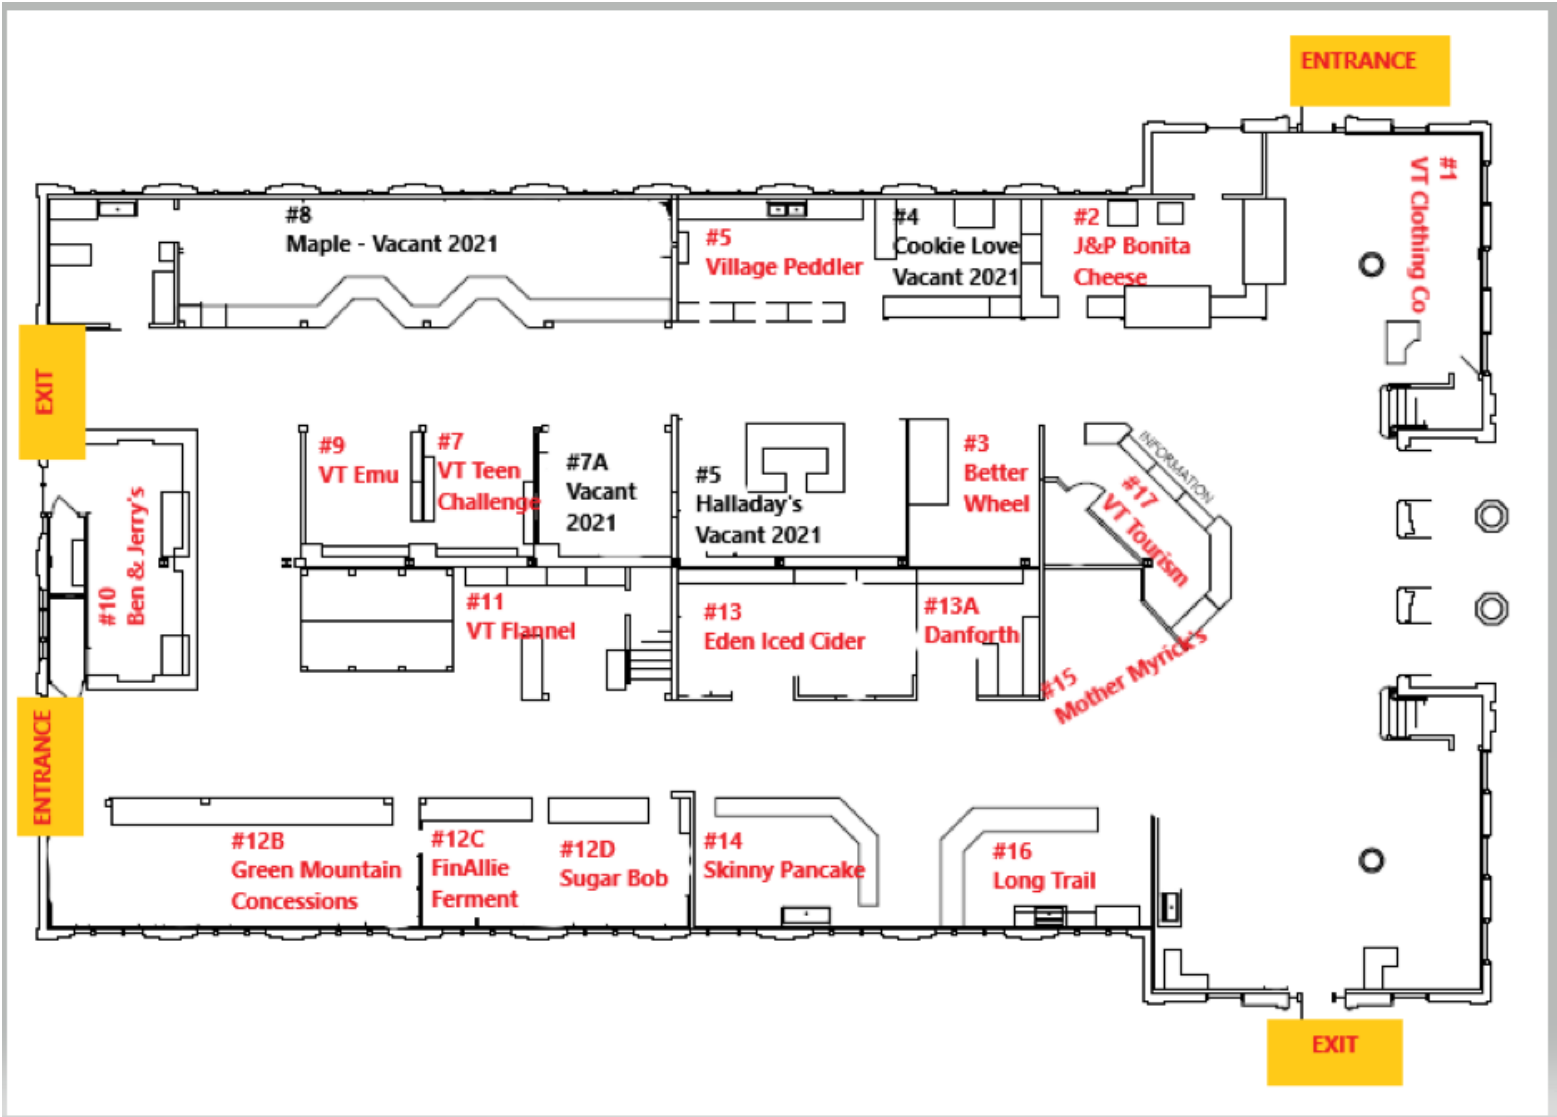 ENTRANCE
#1
VT Clothing Co
#8
Maple - Vacant 2021
#5
Village Peddler
#4
Cookie Love
Vacant 2021
#2
J&P Bonita
Cheese
EXIT
#9
VT Emu
#7
VT Teen
Challenge
#7A
Vacant
2021
#5
Halladay's
Vacant 2021
#3
Better
Wheel
INFORMATION
#17
VT Tourism
#10
Ben & Jerry's
#11
VT Flannel
#13
Eden Iced Cider
#13A
Danforth
#15
Mother Myrick's
ENTRANCE
#12B
Green Mountain
Concessions
#12C
FinAllie
Ferment
#12D
Sugar Bob
#14
Skinny Pancake
#16
Long Trail
EXIT